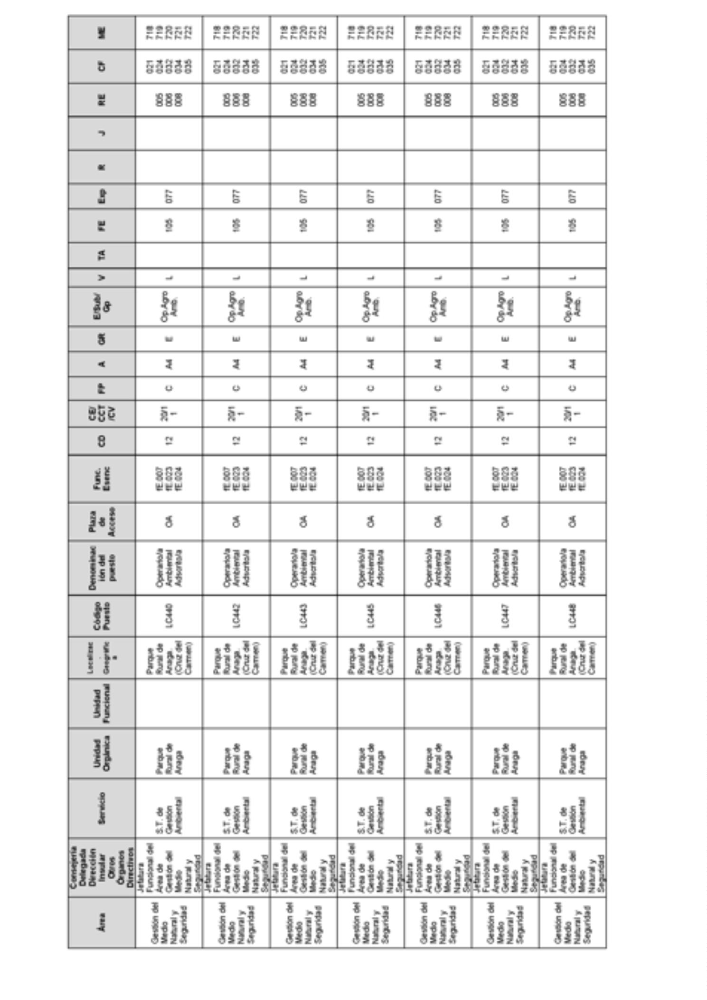 Área
Consejería
Delegada
Dirección
Insular
Otros
Órganos
Directivos
Servicio
Unidad
Orgánica
Unidad
Funcional
Localizac
.
Geográfic
a
Código
Puesto
Denominac
ión del
puesto
Plaza
de
Acceso
Func.
Esenc
CD
CE/
CCT
/CV
FP
A
GR
E/Sub/
Gp
V
TA
FE
Exp
R
J
RE
CF
ME
Gestión del
Medio
Natural y
Seguridad
Jefatura
Funcional del
Área de
Gestión del
Medio
Natural y
Seguridad
S.T. de
Gestión
Ambiental
Parque
Rural de
Anaga
Parque
Rural de
Anaga.
(Cruz del
Carmen)
LC440
Operario/a
Ambiental
Adscrito/a
OA
fE.007
fE.023
fE.024
12
20/1
1
C
A4
E
Op.Agro
Amb.
L
105
077
005
006
008
021
024
032
034
035
718
719
720
721
722
Gestión del
Medio
Natural y
Seguridad
Jefatura
Funcional del
Área de
Gestión del
Medio
Natural y
Seguridad
S.T. de
Gestión
Ambiental
Parque
Rural de
Anaga
Parque
Rural de
Anaga.
(Cruz del
Carmen)
LC442
Operario/a
Ambiental
Adscrito/a
OA
fE.007
fE.023
fE.024
12
20/1
1
C
A4
E
Op.Agro
Amb.
L
105
077
005
006
008
021
024
032
034
035
718
719
720
721
722
Gestión del
Medio
Natural y
Seguridad
Jefatura
Funcional del
Área de
Gestión del
Medio
Natural y
Seguridad
S.T. de
Gestión
Ambiental
Parque
Rural de
Anaga
Parque
Rural de
Anaga.
(Cruz del
Carmen)
LC443
Operario/a
Ambiental
Adscrito/a
OA
fE.007
fE.023
fE.024
12
20/1
1
C
A4
E
Op.Agro
Amb.
L
105
077
005
006
008
021
024
032
034
035
718
719
720
721
722
Gestión del
Medio
Natural y
Seguridad
Jefatura
Funcional del
Área de
Gestión del
Medio
Natural y
Seguridad
S.T. de
Gestión
Ambiental
Parque
Rural de
Anaga
Parque
Rural de
Anaga.
(Cruz del
Carmen)
LC445
Operario/a
Ambiental
Adscrito/a
OA
fE.007
fE.023
fE.024
12
20/1
1
C
A4
E
Op.Agro
Amb.
L
105
077
005
006
008
021
024
032
034
035
718
719
720
721
722
Gestión del
Medio
Natural y
Seguridad
Jefatura
Funcional del
Área de
Gestión del
Medio
Natural y
Seguridad
S.T. de
Gestión
Ambiental
Parque
Rural de
Anaga
Parque
Rural de
Anaga.
(Cruz del
Carmen)
LC446
Operario/a
Ambiental
Adscrito/a
OA
fE.007
fE.023
fE.024
12
20/1
1
C
A4
E
Op.Agro
Amb.
L
105
077
005
006
008
021
024
032
034
035
718
719
720
721
722
Gestión del
Medio
Natural y
Seguridad
Jefatura
Funcional del
Área de
Gestión del
Medio
Natural y
Seguridad
S.T. de
Gestión
Ambiental
Parque
Rural de
Anaga
Parque
Rural de
Anaga.
(Cruz del
Carmen)
LC447
Operario/a
Ambiental
Adscrito/a
OA
fE.007
fE.023
fE.024
12
20/1
1
C
A4
E
Op.Agro
Amb.
L
105
077
005
006
008
021
024
032
034
035
718
719
720
721
722
Gestión del
Medio
Natural y
Seguridad
Jefatura
Funcional del
Área de
Gestión del
Medio
Natural y
Seguridad
S.T. de
Gestión
Ambiental
Parque
Rural de
Anaga
Parque
Rural de
Anaga.
(Cruz del
Carmen)
LC448
Operario/a
Ambiental
Adscrito/a
OA
fE.007
fE.023
fE.024
12
20/1
1
C
A4
E
Op.Agro
Amb.
L
105
077
005
006
008
021
024
032
034
035
718
719
720
721
722